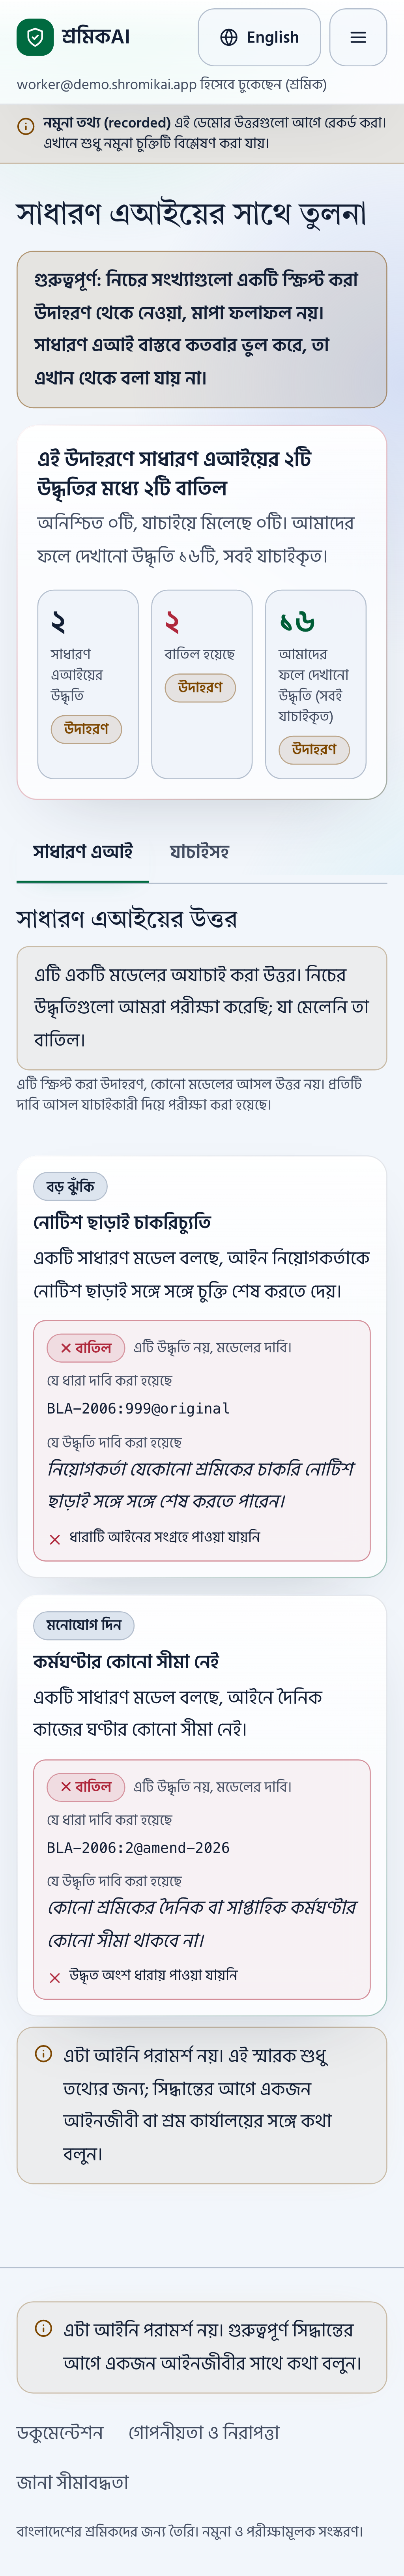 শ্রমিকAI
English
worker@demo.shromikai.app হিসেবে ঢুকেছেন (শ্রমিক)
নমুনা তথ্য (recorded) এই ডেমোর উত্তরগুলো আগে রেকর্ড করা।
এখানে শুধু নমুনা চুক্তিটি বিশ্লেষণ করা যায়।
সাধারণ এআইয়ের সাথে তুলনা
গুরুত্বপূর্ণ: নিচের সংখ্যাগুলো একটি স্ক্রিপ্ট করা
উদাহরণ থেকে নেওয়া, মাপা ফলাফল নয়।
সাধারণ এআই বাস্তবে কতবার ভুল করে, তা
এখান থেকে বলা যায় না।
এই উদাহরণে সাধারণ এআইয়ের ২টি
উদ্ধৃতির মধ্যে ২টি বাতিল
অনিশ্চিত ০টি, যাচাইয়ে মিলেছে ০টি। আমাদের
ফলে দেখানো উদ্ধৃতি ১৬টি, সবই যাচাইকৃত।
২
সাধারণ
এআইয়ের
উদ্ধৃতি
উদাহরণ
২
বাতিল হয়েছে
উদাহরণ
১৬
আমাদের
ফলে দেখানো
উদ্ধৃতি (সবই
যাচাইকৃত)
উদাহরণ
সাধারণ এআই
যাচাইসহ
সাধারণ এআইয়ের উত্তর
এটি একটি মডেলের অযাচাই করা উত্তর। নিচের
উদ্ধৃতিগুলো আমরা পরীক্ষা করেছি; যা মেলেনি তা
বাতিল।
এটি স্ক্রিপ্ট করা উদাহরণ, কোনো মডেলের আসল উত্তর নয়। প্রতিটি
দাবি আসল যাচাইকারী দিয়ে পরীক্ষা করা হয়েছে।
বড় ঝুঁকি
নোটিশ ছাড়াই চাকরিচ্যুতি
একটি সাধারণ মডেল বলছে, আইন নিয়োগকর্তাকে
নোটিশ ছাড়াই সঙ্গে সঙ্গে চুক্তি শেষ করতে দেয়।
বাতিল এটি উদ্ধৃতি নয়, মডেলের দাবি।
যে ধারা দাবি করা হয়েছে
BLA-2006:999@original
যে উদ্ধৃতি দাবি করা হয়েছে
নিয়োগকর্তা যেকোনো শ্রমিকের চাকরি নোটিশ
ছাড়াই সঙ্গে সঙ্গে শেষ করতে পারেন।
ধারাটি আইনের সংগ্রহে পাওয়া যায়নি
মনোযোগ দিন
কর্মঘণ্টার কোনো সীমা নেই
একটি সাধারণ মডেল বলছে, আইনে দৈনিক
কাজের ঘণ্টার কোনো সীমা নেই।
বাতিল এটি উদ্ধৃতি নয়, মডেলের দাবি।
যে ধারা দাবি করা হয়েছে
BLA-2006:2@amend-2026
যে উদ্ধৃতি দাবি করা হয়েছে
কোনো শ্রমিকের দৈনিক বা সাপ্তাহিক কর্মঘণ্টার
কোনো সীমা থাকবে না।
উদ্ধৃত অংশ ধারায় পাওয়া যায়নি
এটা আইনি পরামর্শ নয়। এই স্মারক শুধু
তথ্যের জন্য; সিদ্ধান্তের আগে একজন
আইনজীবী বা শ্রম কার্যালয়ের সঙ্গে কথা
বলুন।
এটা আইনি পরামর্শ নয়। গুরুত্বপূর্ণ সিদ্ধান্তের
আগে একজন আইনজীবীর সাথে কথা বলুন।
ডকুমেন্টেশন গোপনীয়তা ও নিরাপত্তা
জানা সীমাবদ্ধতা
বাংলাদেশের শ্রমিকদের জন্য তৈরি। নমুনা ও পরীক্ষামূলক সংস্করণ।